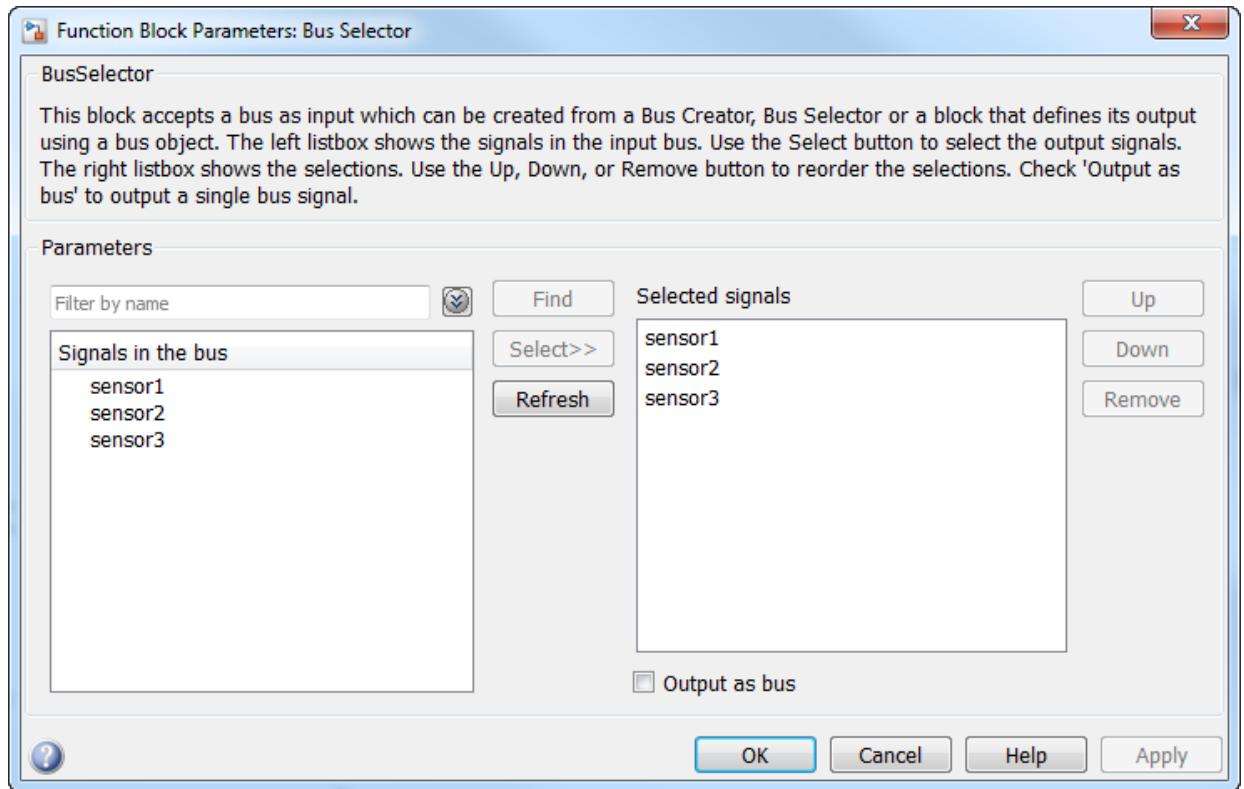 Function Block Parameters: Bus Selector
BusSelector
This block accepts a bus as input which can be created from a Bus Creator, Bus Selector or a block that defines its output
using a bus object. The left listbox shows the signals in the input bus. Use the Select button to select the output signals.
The right listbox shows the selections. Use the Up, Down, or Remove button to reorder the selections. Check 'Output as
bus' to output a single bus signal.
Parameters
Filter by name
Find
Selected signals
Up
Signals in the bus
Select>>
sensor1
Down
sensor1
sensor2
Refresh
sensor3
Remove
sensor2
sensor3
Output as bus
OK
Cancel
Help
Apply